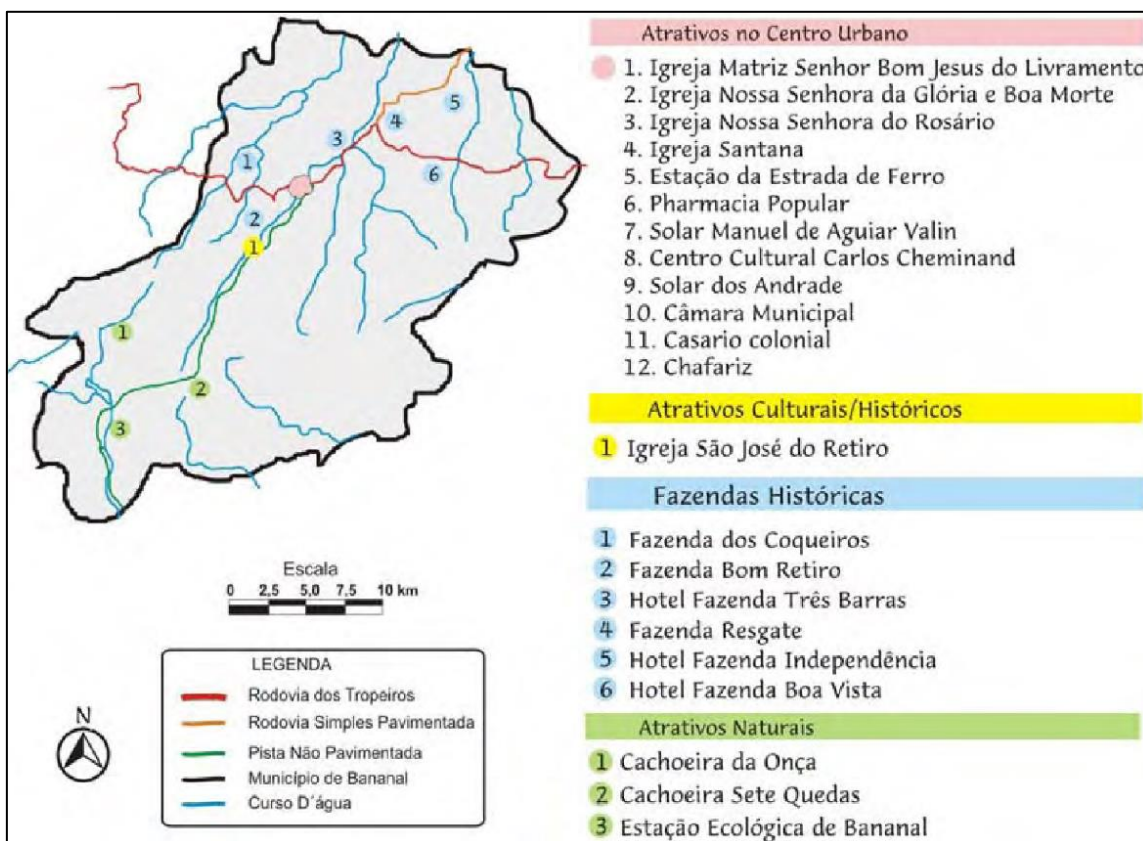 Atrativos no Centro Urbano
1. Igreja Matriz Senhor Bom Jesus do Livramento
2. Igreja Nossa Senhora da Glória e Boa Morte
3. Igreja Nossa Senhora do Rosário
4. Igreja Santana
5. Estação da Estrada de Ferro
6. Pharmacia Popular
7. Solar Manuel de Aguiar Valin
8. Centro Cultural Carlos Cheminand
9. Solar dos Andrade
10. Câmara Municipal
11. Casario colonial
12. Chafariz
Atrativos Culturais/Históricos
1 Igreja São José do Retiro
Fazendas Históricas
1 Fazenda dos Coqueiros
2 Fazenda Bom Retiro
3 Hotel Fazenda Três Barras
4 Fazenda Resgate
5 Hotel Fazenda Independência
6 Hotel Fazenda Boa Vista
Atrativos Naturais
1 Cachoeira da Onça
2 Cachoeira Sete Quedas
3 Estação Ecológica de Bananal
5
4
3
1
6
2
1
1
2
3
Escala
0 2,5 5,0 7,5 10 km
LEGENDA
Rodovia dos Tropeiros
Rodovia Simples Pavimentada
Pista Não Pavimentada
Município de Bananal
Curso D´água
N